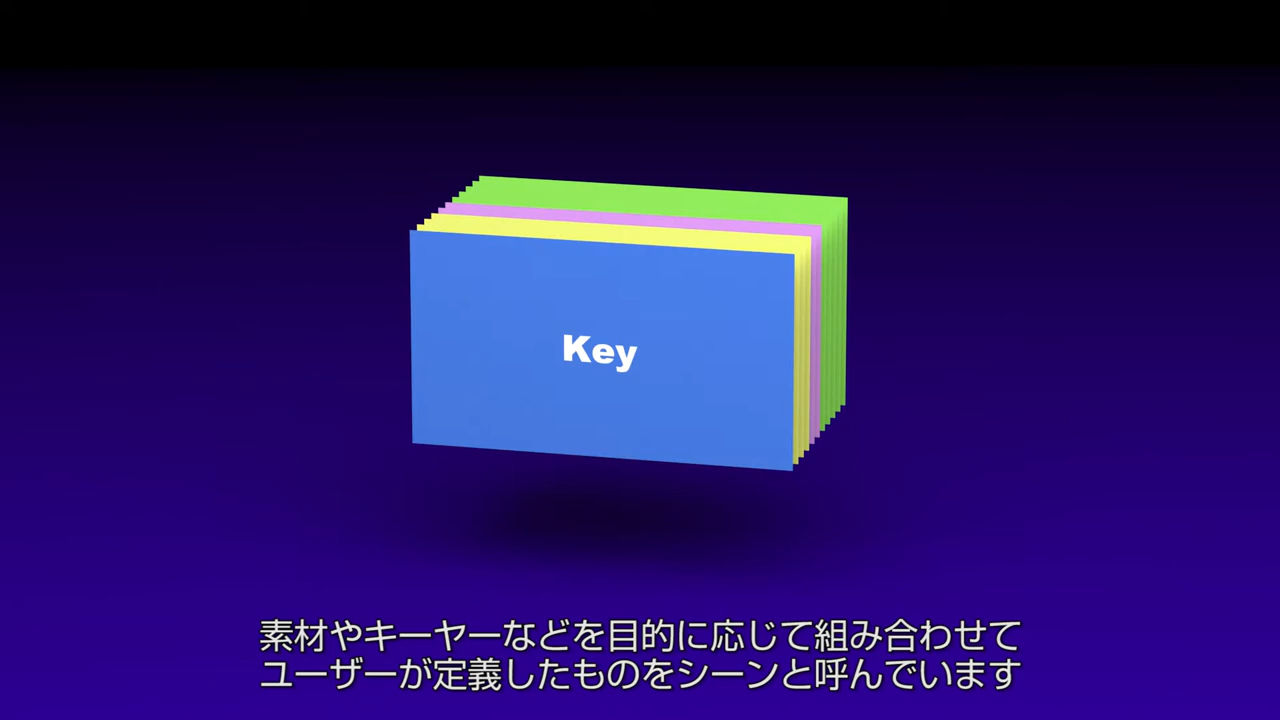 Key
素材やキーヤーなどを目的に応じて組み合わせて
ユーザーが定義したものをシーンと呼んでいます